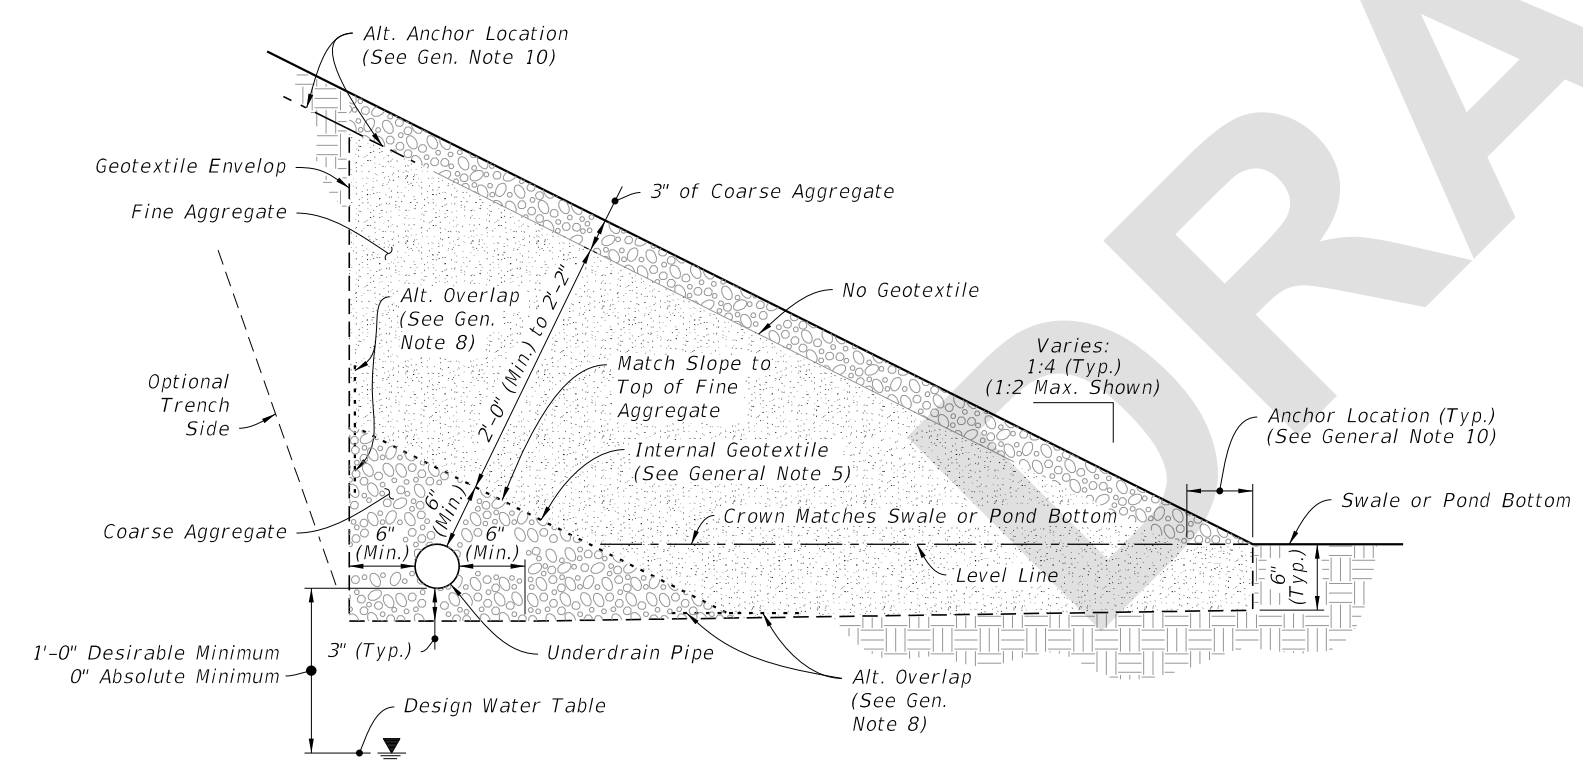 Alt. Anchor Location
(See Gen. Note 10)
Geotextile Envelop
Fine Aggregate
3" of Coarse Aggregate
No Geotextile
Alt. Overlap
(See Gen.
Note 8)
2'-0" (Min.) to 2'-2"
Varies:
1:4 (Typ.)
(1:2 Max. Shown)
Match Slope to
Top of Fine
Aggregate
Optional
Trench
Side
Anchor Location (Typ.)
(See General Note 10)
Internal Geotextile
(See General Note 5)
6"
(Min.)
Swale or Pond Bottom
Crown Matches Swale or Pond Bottom
Coarse Aggregate
6"
(Min.)
6"
(Min.)
Level Line
6"
(Typ.)
1'-0" Desirable Minimum
0" Absolute Minimum
3" (Typ.)
Underdrain Pipe
Alt. Overlap
(See Gen.
Note 8)
Design Water Table
DRA